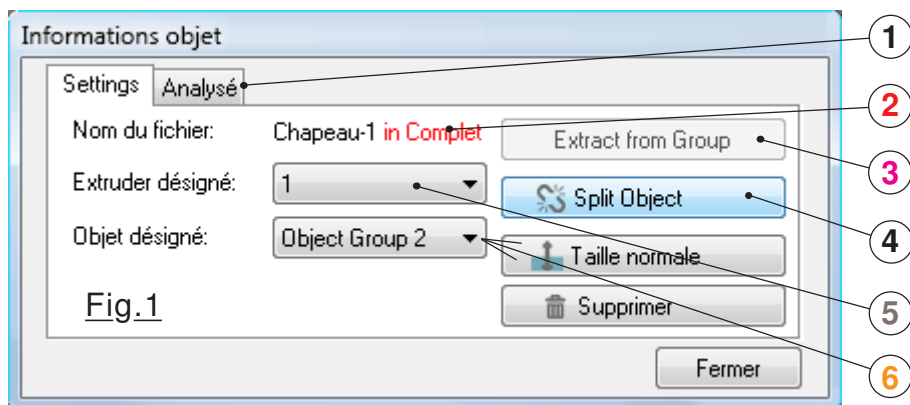 Informations objet
1
Settings Analysé
2
Nom du fichier: Chapeau-1 in Complet Extract from Group
3
Extruder désigné: 1 Split Object
4
Objet désigné: Object Group 2 Taille normale
5
Fig.1 Supprimer
Fermer
6